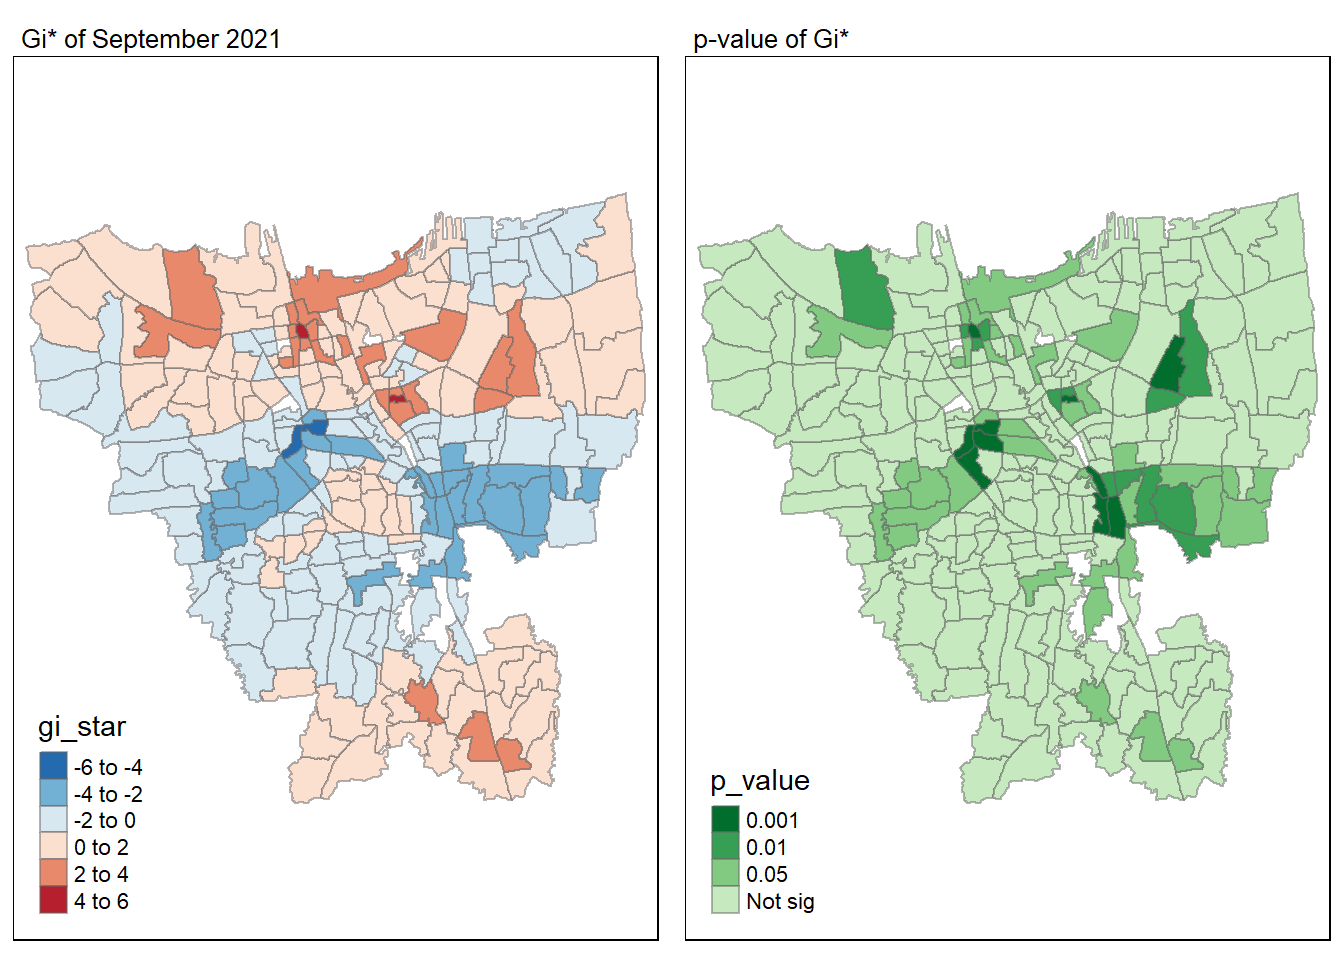 Gi* of September 2021
gi_star
-6 to -4
-4 to -2
-2 to 0
0 to 2
2 to 4
4 to 6
p-value of Gi*
p_value
0.001
0.01
0.05
Not sig